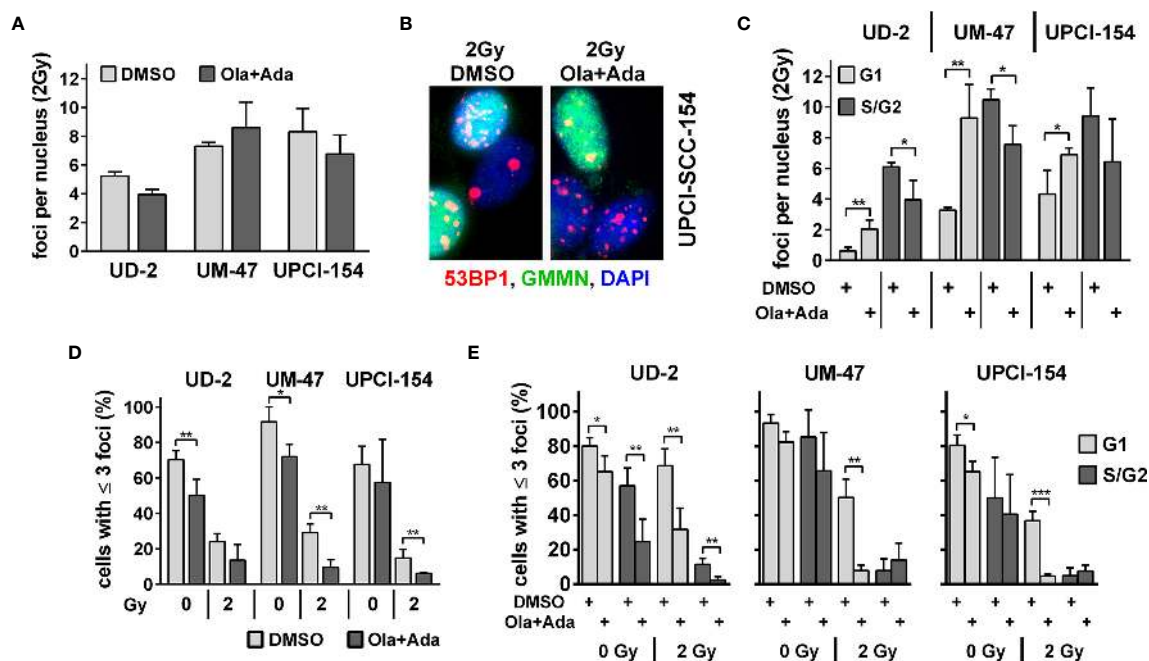 A
DMSO Ola+Ada
foci per nucleus (2Gy)
12
10
8
6
4
2
0
UD-2 UM-47 UPCI-154
B
2Gy 2Gy
DMSO Ola+Ada
UPCI-SCC-154
53BP1, GMMN, DAPI
C
UD-2 UM-47 UPCI-154
foci per nucleus (2Gy)
12
10
8
6
4
2
0
G1
S/G2
** * ** * *
DMSO + + + + + +
Ola+Ada + + + + + +
D
UD-2 UM-47 UPCI-154
cells with ≤ 3 foci (%)
100
80
60
40
20
0
** * ** **
Gy 0 2 0 2 0 2
DMSO Ola+Ada
E
UD-2 UM-47 UPCI-154
cells with ≤ 3 foci (%)
100
80
60
40
20
0
* ** ** ** ** * ***
G1
S/G2
DMSO + + + + + + + + + + + +
Ola+Ada + + + + + + + + + + + +
0 Gy 2 Gy 0 Gy 2 Gy 0 Gy 2 Gy